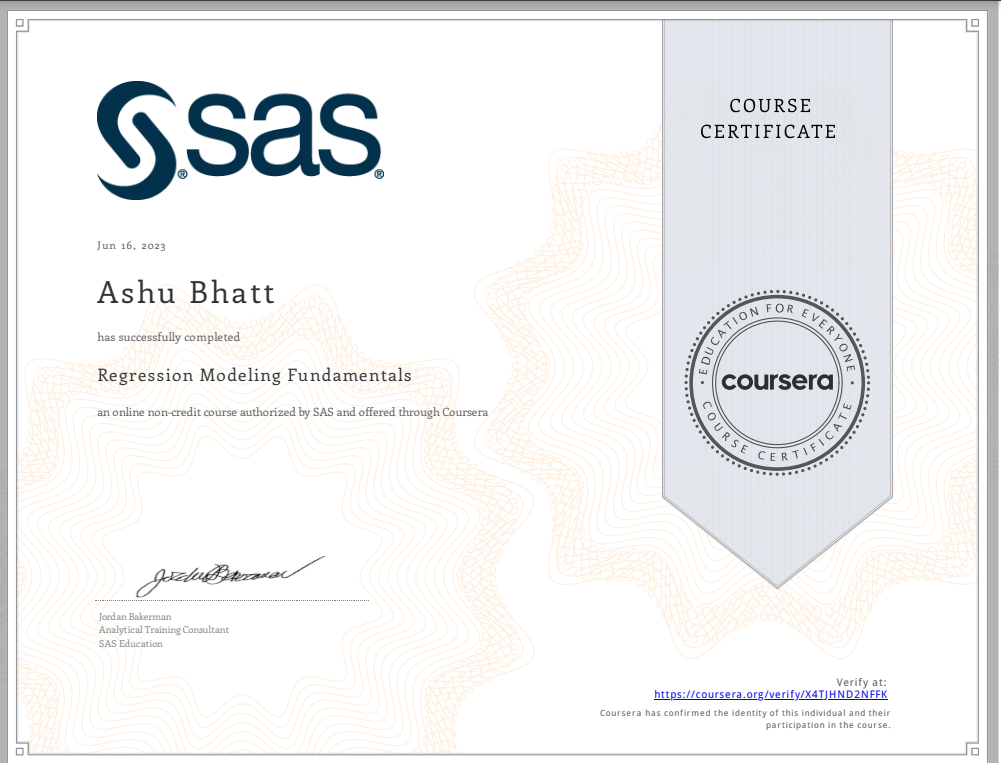 sas
®
®
COURSE
CERTIFICATE
Jun 16, 2023
Ashu Bhatt
has successfully completed
Regression Modeling Fundamentals
an online non-credit course authorized by SAS and offered through Coursera
EDUCATION FOR EVERYONE
coursera
COURSE CERTIFICATE
Jordan Bakerman
Jordan Bakerman
Analytical Training Consultant
SAS Education
Verify at:
https://coursera.org/verify/X4TJHND2NFFK
Coursera has confirmed the identity of this individual and their
participation in the course.